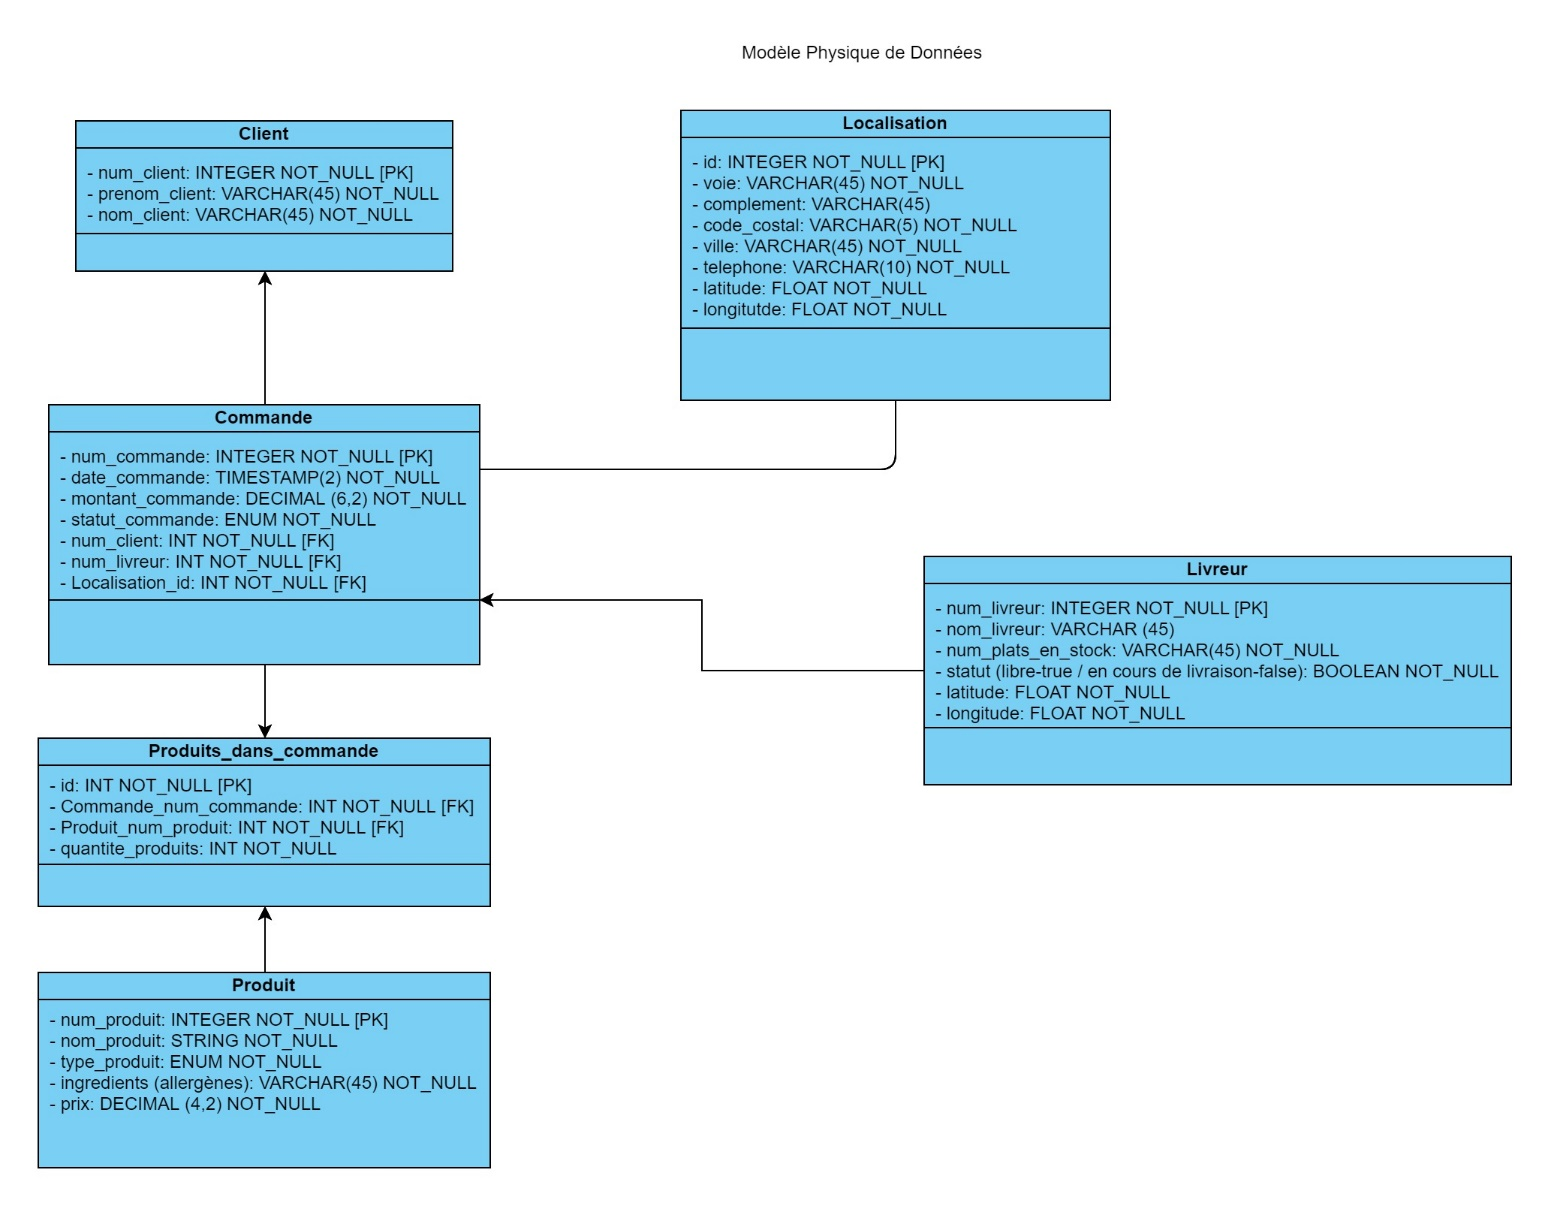 Modèle Physique de Données
Client
- num_client: INTEGER NOT_NULL [PK]
- prenom_client: VARCHAR(45) NOT_NULL
- nom_client: VARCHAR(45) NOT_NULL
Localisation
- id: INTEGER NOT_NULL [PK]
- voie: VARCHAR(45) NOT_NULL
- complement: VARCHAR(45)
- code_costal: VARCHAR(5) NOT_NULL
- ville: VARCHAR(45) NOT_NULL
- telephone: VARCHAR(10) NOT_NULL
- latitude: FLOAT NOT_NULL
- longitutde: FLOAT NOT_NULL
Commande
- num_commande: INTEGER NOT_NULL [PK]
- date_commande: TIMESTAMP(2) NOT_NULL
- montant_commande: DECIMAL (6,2) NOT_NULL
- statut_commande: ENUM NOT_NULL
- num_client: INT NOT_NULL [FK]
- num_livreur: INT NOT_NULL [FK]
- Localisation_id: INT NOT_NULL [FK]
Livreur
- num_livreur: INTEGER NOT_NULL [PK]
- nom_livreur: VARCHAR (45)
- num_plats_en_stock: VARCHAR(45) NOT_NULL
- statut (libre-true / en cours de livraison-false): BOOLEAN NOT_NULL
- latitude: FLOAT NOT_NULL
- longitude: FLOAT NOT_NULL
Produits_dans_commande
- id: INT NOT_NULL [PK]
- Commande_num_commande: INT NOT_NULL [FK]
- Produit_num_produit: INT NOT_NULL [FK]
- quantite_produits: INT NOT_NULL
Produit
- num_produit: INTEGER NOT_NULL [PK]
- nom_produit: STRING NOT_NULL
- type_produit: ENUM NOT_NULL
- ingredients (allergènes): VARCHAR(45) NOT_NULL
- prix: DECIMAL (4,2) NOT_NULL